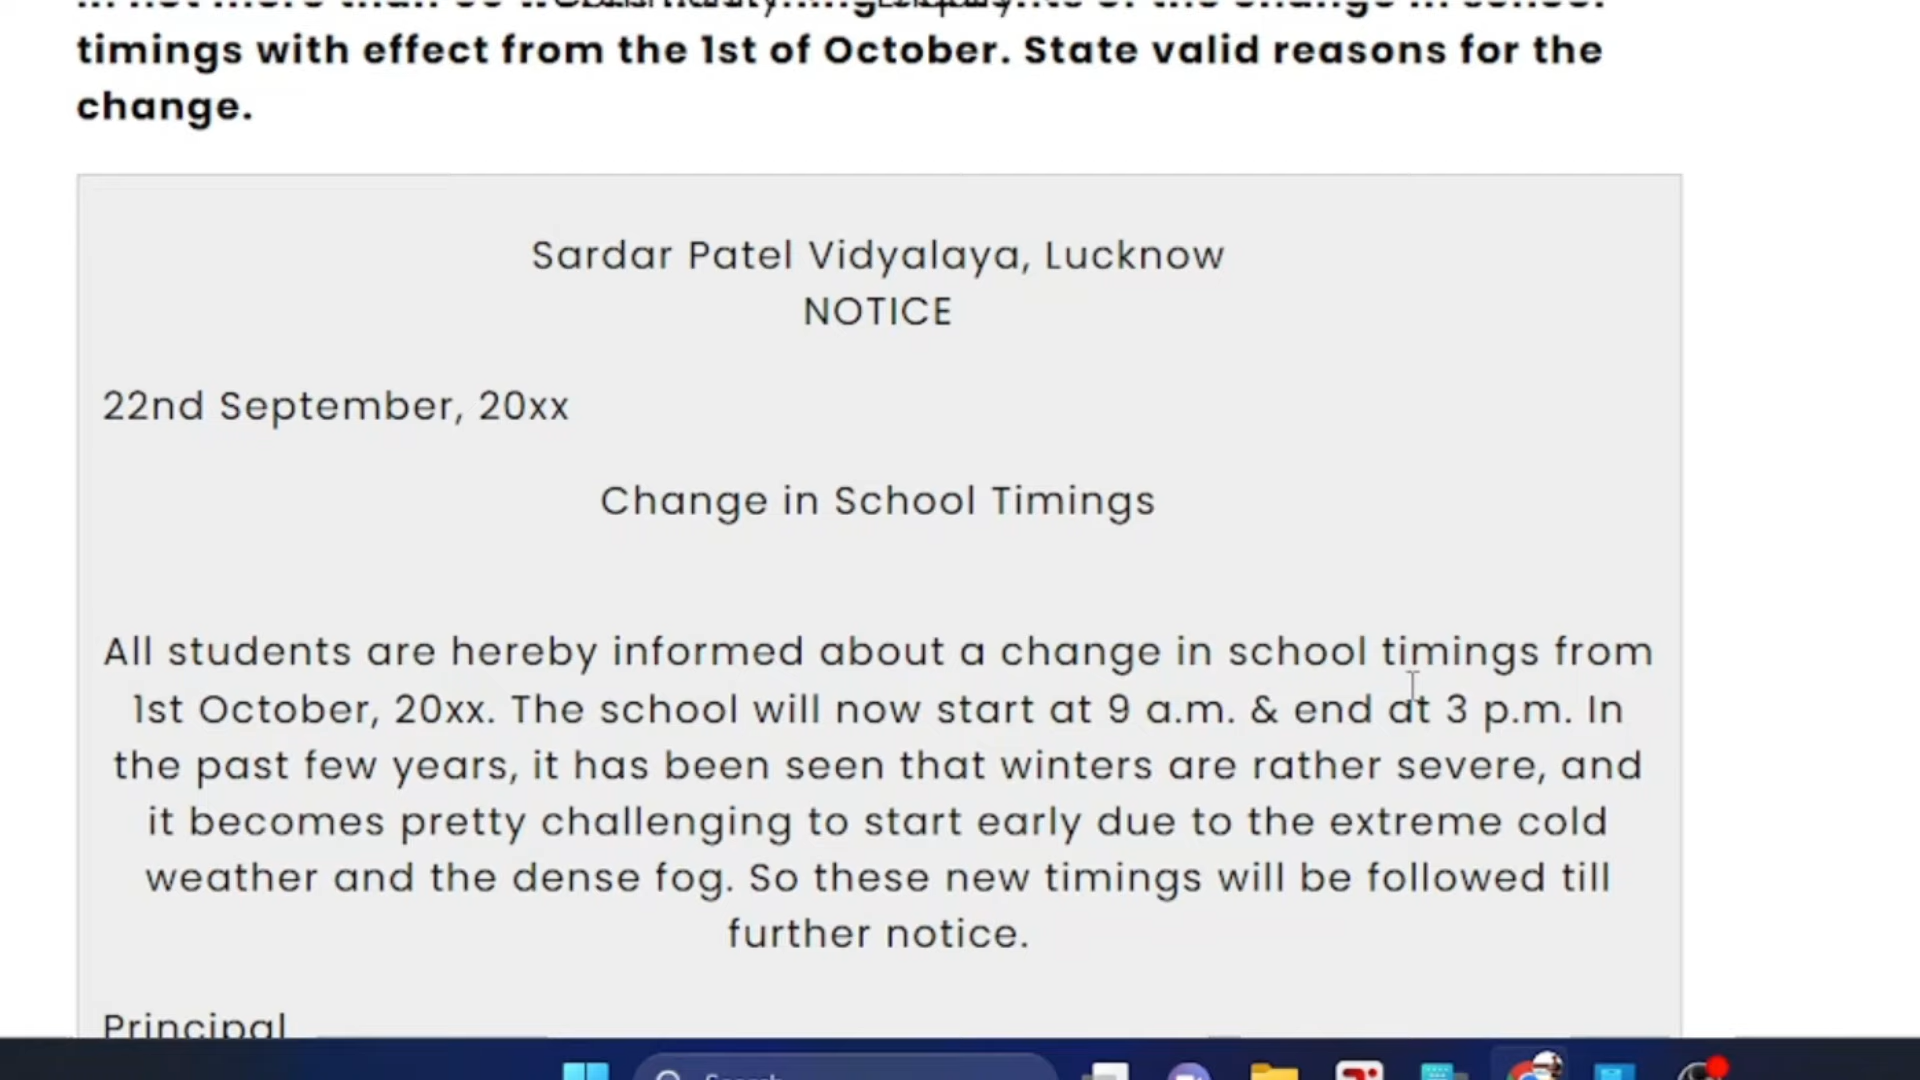 timings with effect from the 1st of October. State valid reasons for the
change.
Sardar Patel Vidyalaya, Lucknow
NOTICE
22nd September, 20xx
Change in School Timings
All students are hereby informed about a change in school timings from
1st October, 20xx. The school will now start at 9 a.m. & end at 3 p.m. In
the past few years, it has been seen that winters are rather severe, and
it becomes pretty challenging to start early due to the extreme cold
weather and the dense fog. So these new timings will be followed till
further notice.
Principal